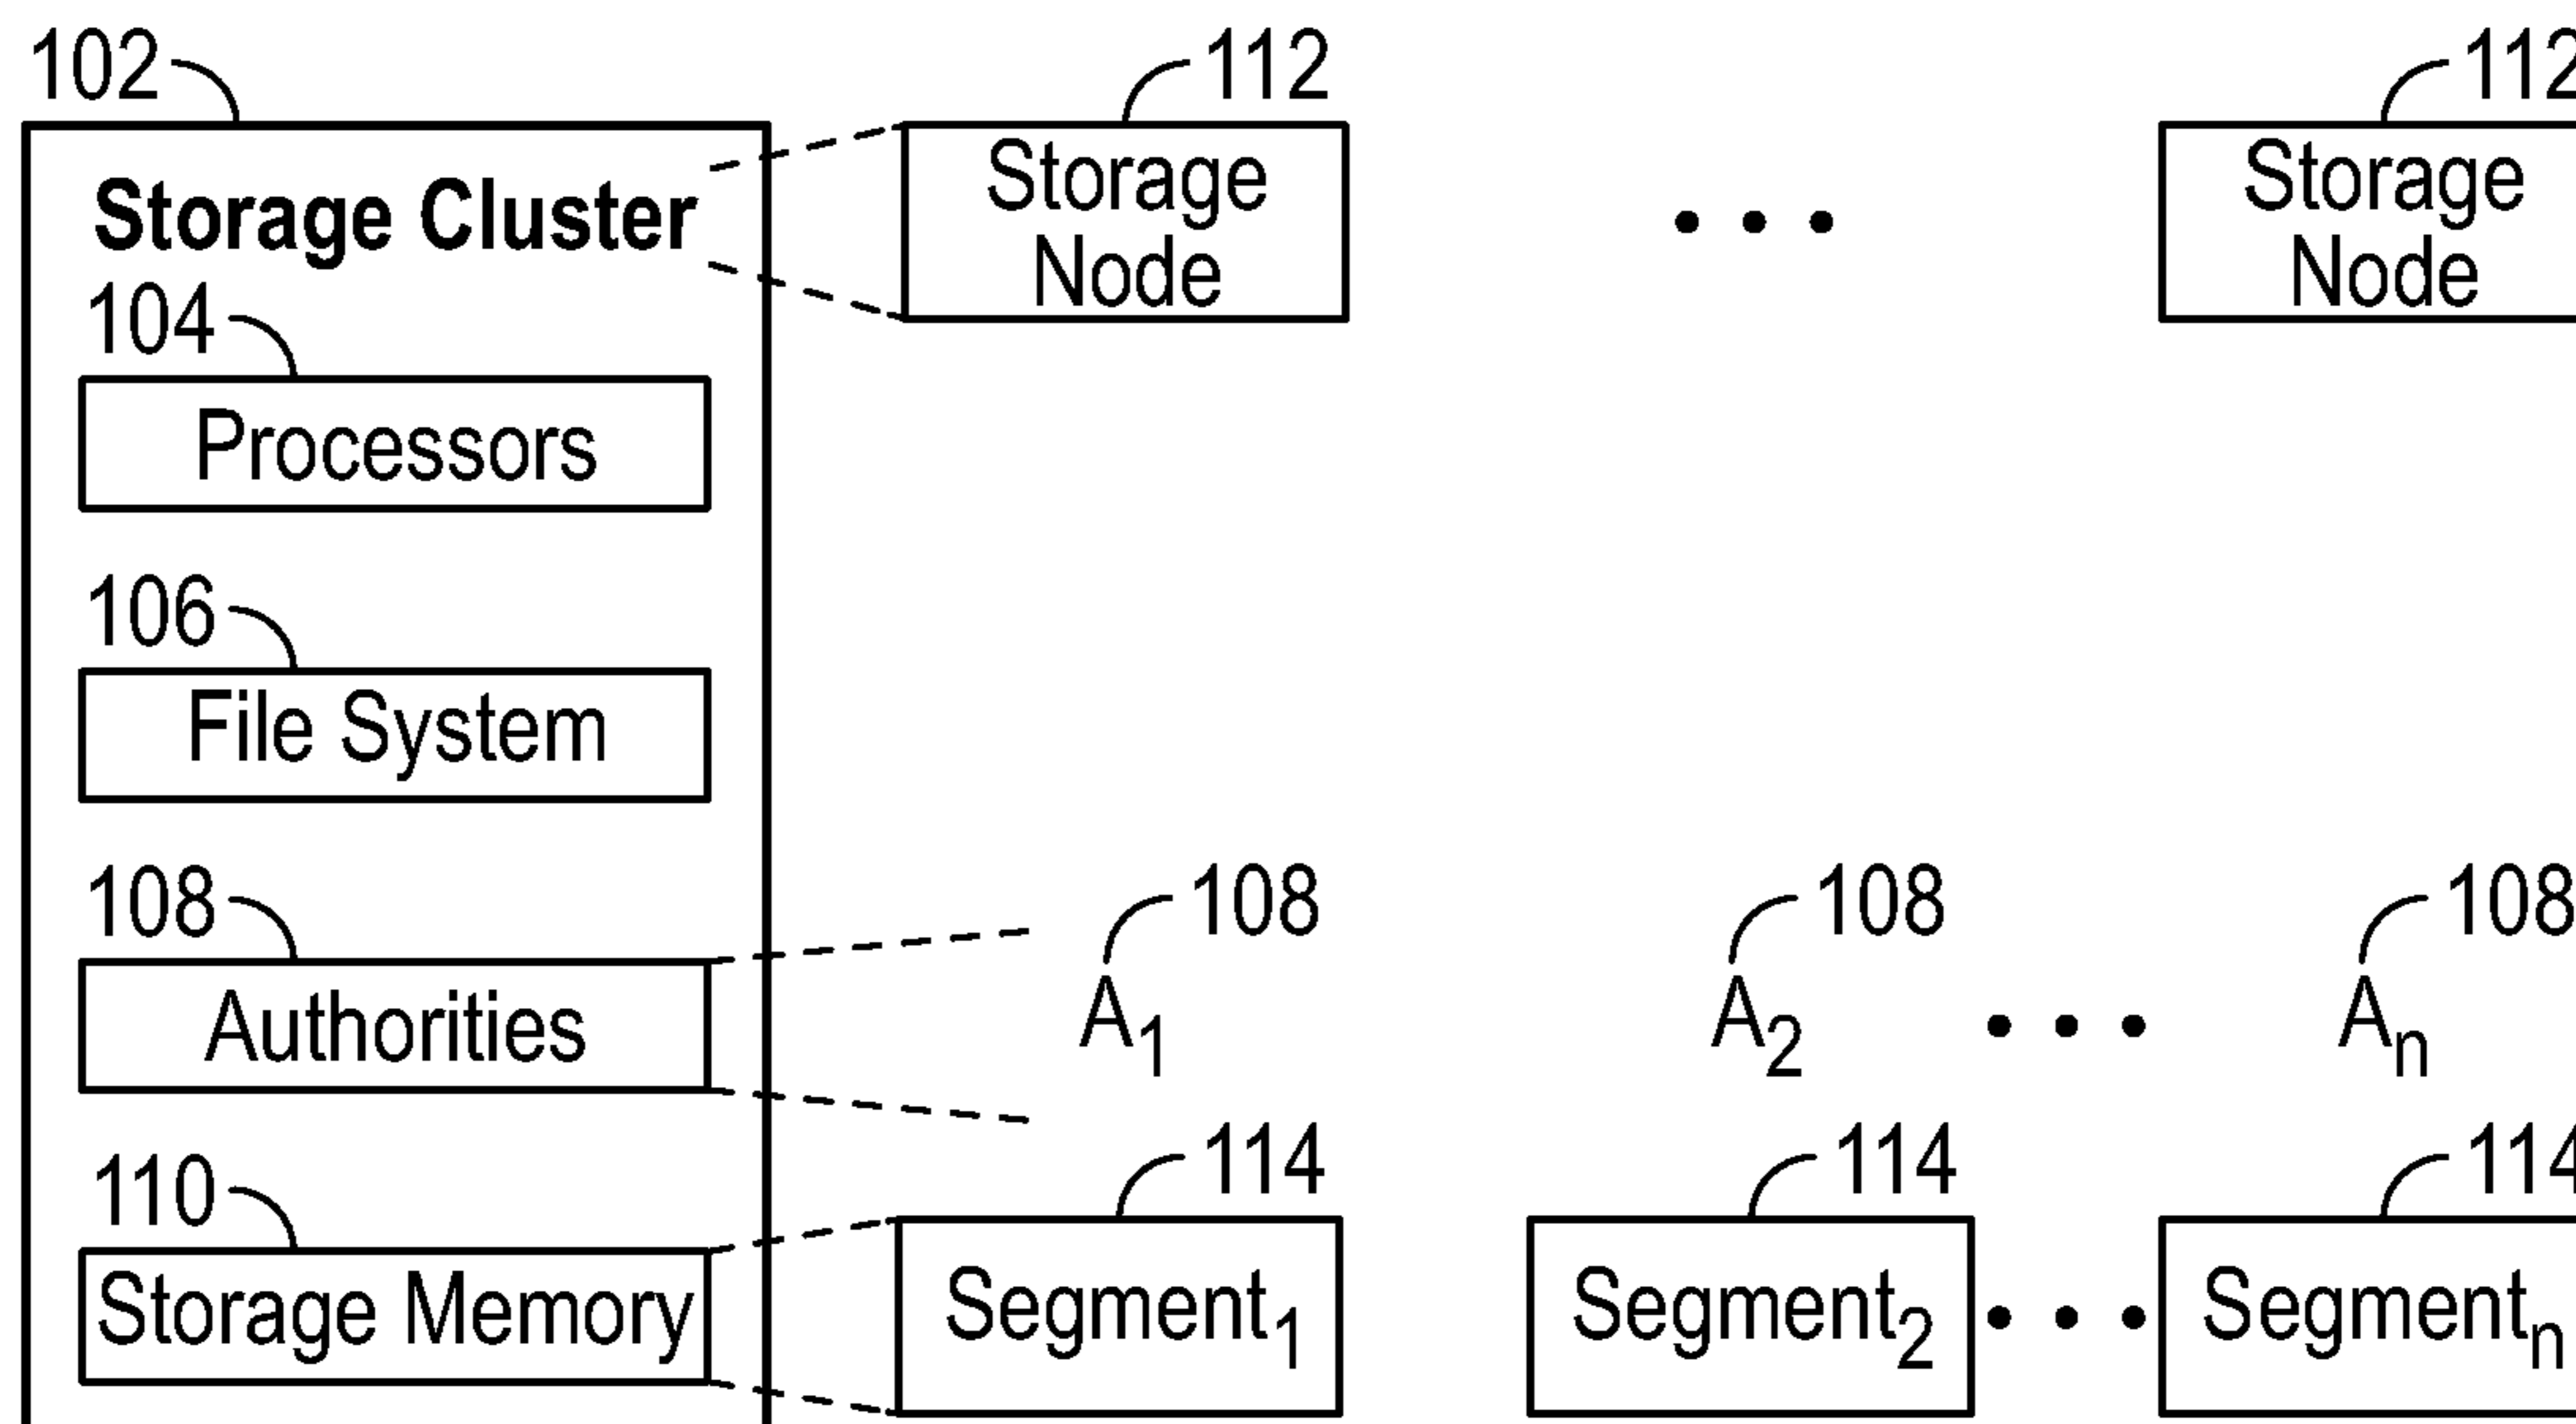 102
112
112
Storage Cluster
Storage
Node
Storage
Node
104
Processors
106
File System
108
Authorities
108
A₁
108
A₂
108
Aₙ
110
Storage Memory
114
Segment₁
114
Segment₂
114
Segmentₙ